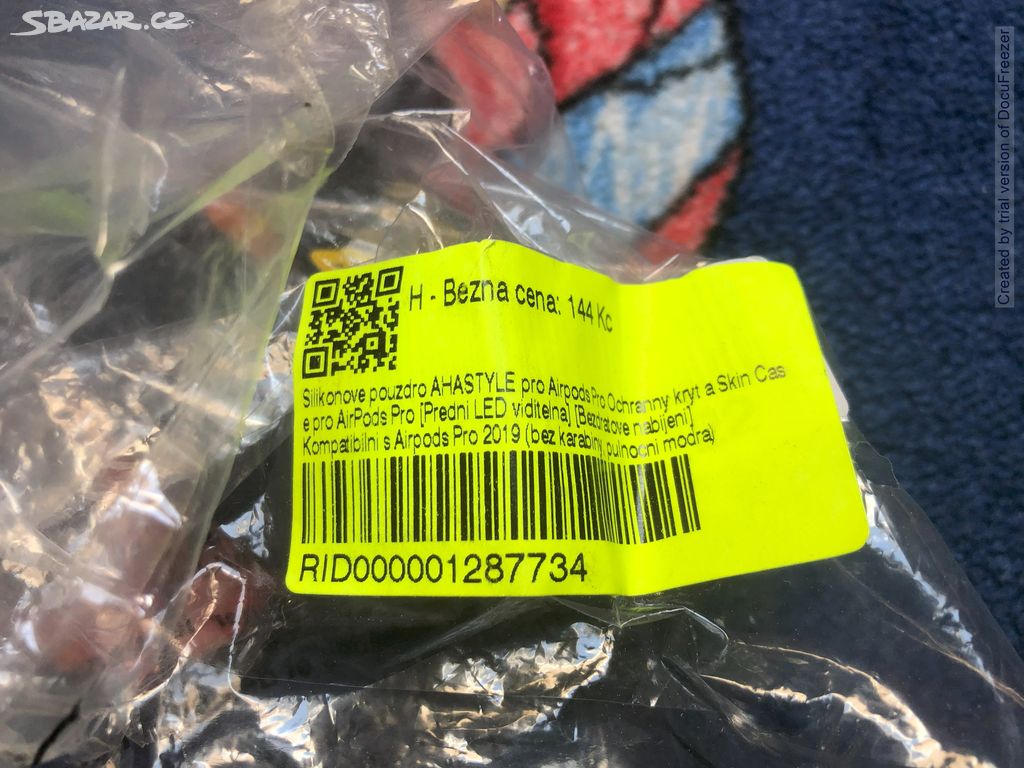 SBAZAR.CZ
Created by trial version of DocuFreezer
H - Bezna cena: 144 Kc
Silikonove pouzdro AHASTYLE pro Airpods Pro Ochranny kryt a Skin Cas
e pro AirPods Pro [Predni LED viditelna] [Bezdratove nabijeni]
Kompatibilni s Airpods Pro 2019 (bez karabiny, pulnocni modra)
RID000001287734